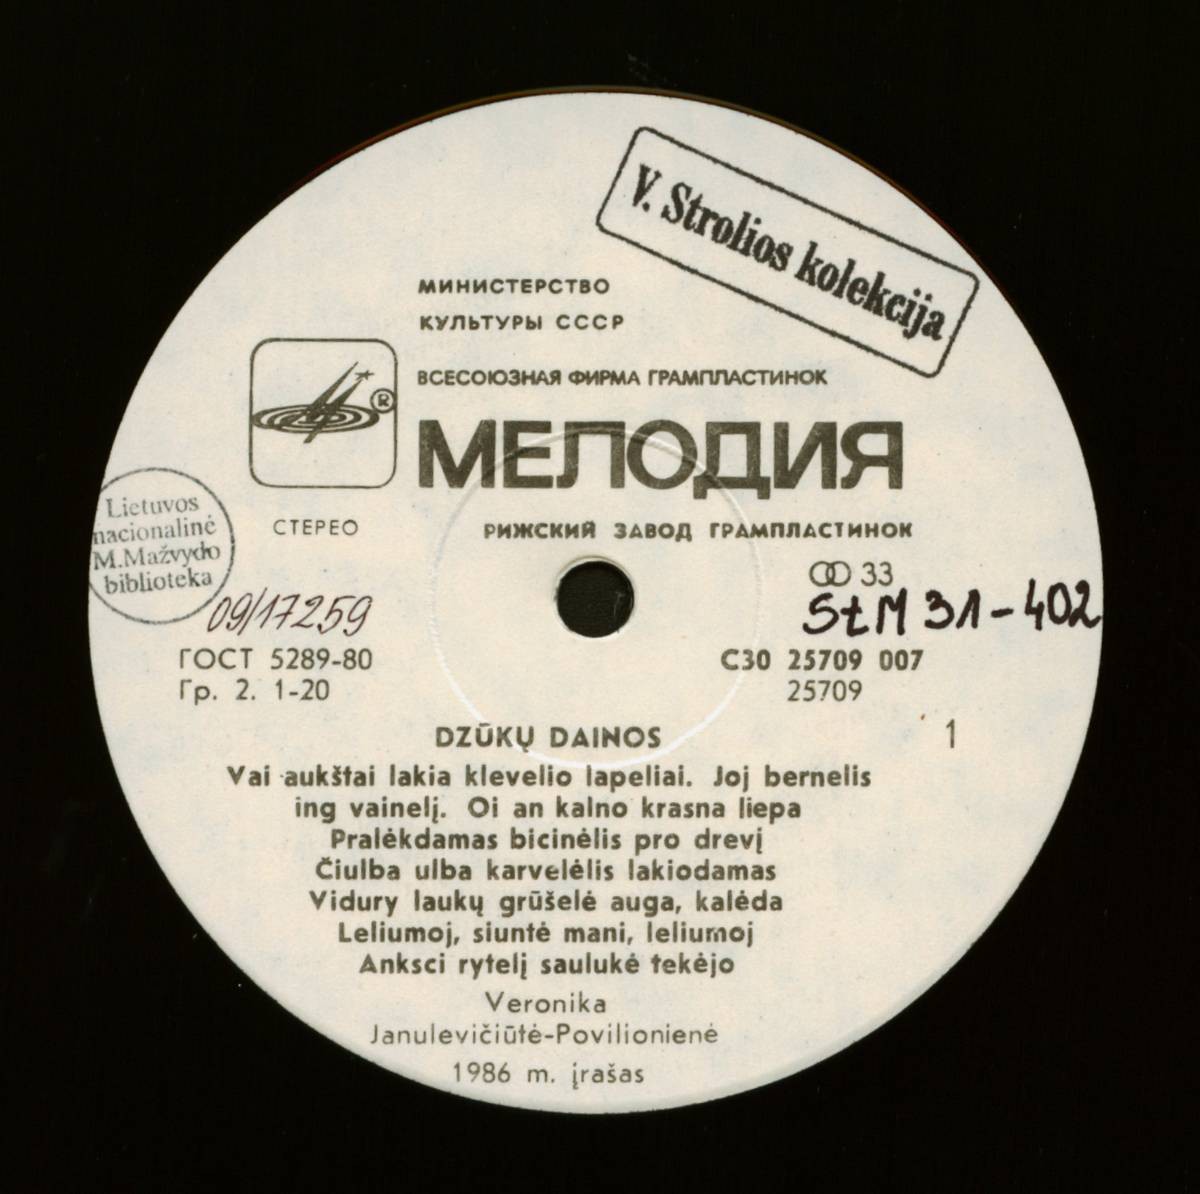 V. Strolios kolekcija
МИНИСТЕРСТВО
КУЛЬТУРЫ СССР
ВСЕСОЮЗНАЯ ФИРМА ГРАМПЛАСТИНОК
®
МЕЛОДИЯ
Lietuvos
nacionalinė
M.Mažvydo
biblioteka
СТЕРЕО
РИЖСКИЙ ЗАВОД ГРАМПЛАСТИНОК
33
09/17259
StM 3Л-402
ГОСТ 5289-80
Гр. 2. 1-20
С30 25709 007
25709
DZŪKŲ DAINOS
1
Vai aukštai lakia klevelio lapeliai. Joj bernelis
ing vainelį. Oi an kalno krasna liepa
Pralėkdamas bicinėlis pro drevį
Čiulba ulba karvelėlis lakiodamas
Vidury laukų grūšelė auga, kalėda
Leliumoj, siuntė mani, leliumoj
Anksci rytelį saulukė tekėjo
Veronika
Janulevičiūtė-Povilionienė
1986 m. įrašas